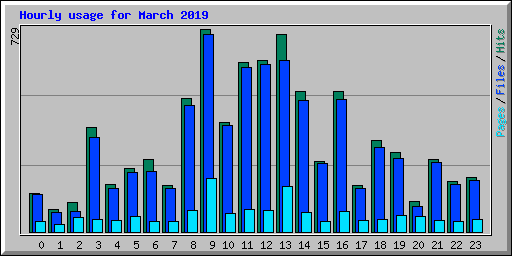 Hourly usage for March 2019
729
Pages/Files/Hits
0 1 2 3 4 5 6 7 8 9 10 11 12 13 14 15 16 17 18 19 20 21 22 23